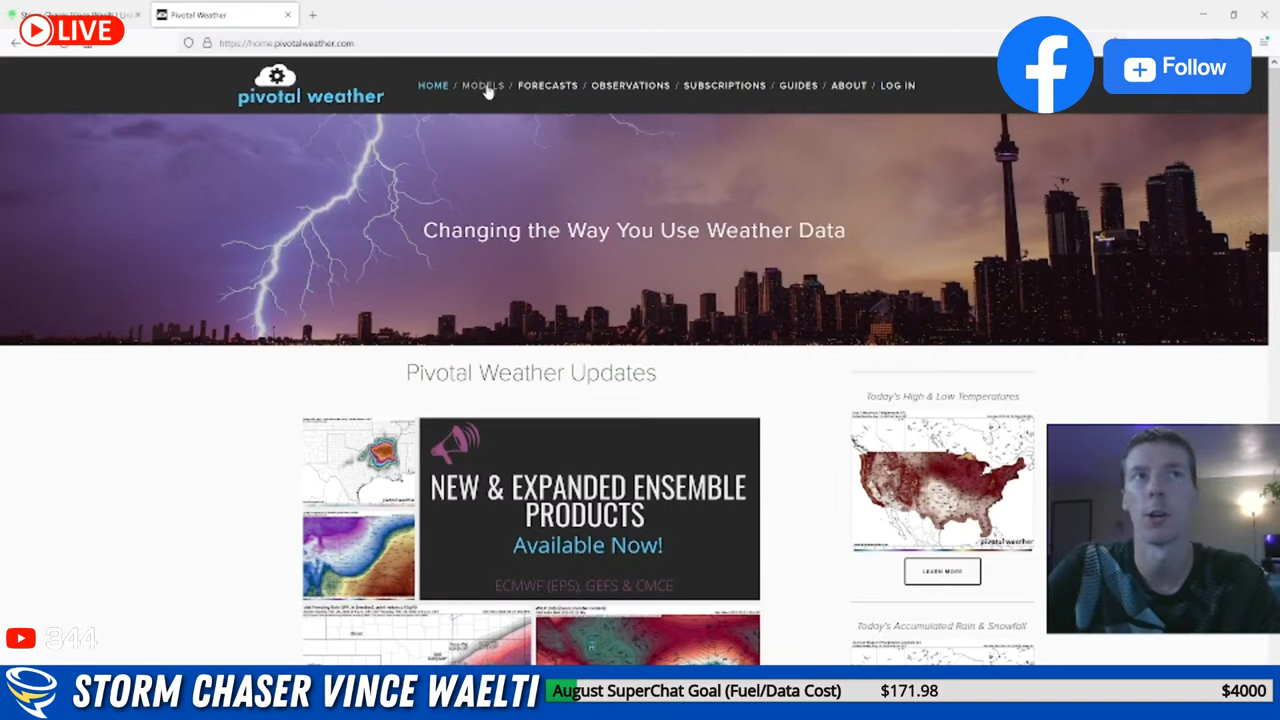 LIVE
Pivotal Weather
https://home.pivotalweather.com
Follow
pivotal weather
HOME / MODELS / FORECASTS / OBSERVATIONS / SUBSCRIPTIONS / GUIDES / ABOUT / LOG IN
Changing the Way You Use Weather Data
Pivotal Weather Updates
Today's High & Low Temperatures
NEW & EXPANDED ENSEMBLE
PRODUCTS
Available Now!
ECMWF (EPS), GEFS & CMCE
pivotal weather
LEARN MORE
Today's Accumulated Rain & Snowfall
344
STORM CHASER VINCE WAELTI
August SuperChat Goal (Fuel/Data Cost)
$171.98
$4000